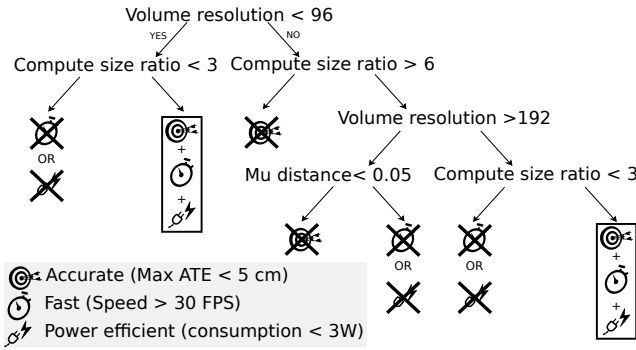 Volume resolution < 96
YES
NO
Compute size ratio < 3
Compute size ratio > 6
Volume resolution >192
OR
+
+
Mu distance< 0.05
Compute size ratio < 3
OR
OR
+
+
Accurate (Max ATE < 5 cm)
Fast (Speed > 30 FPS)
Power efficient (consumption < 3W)